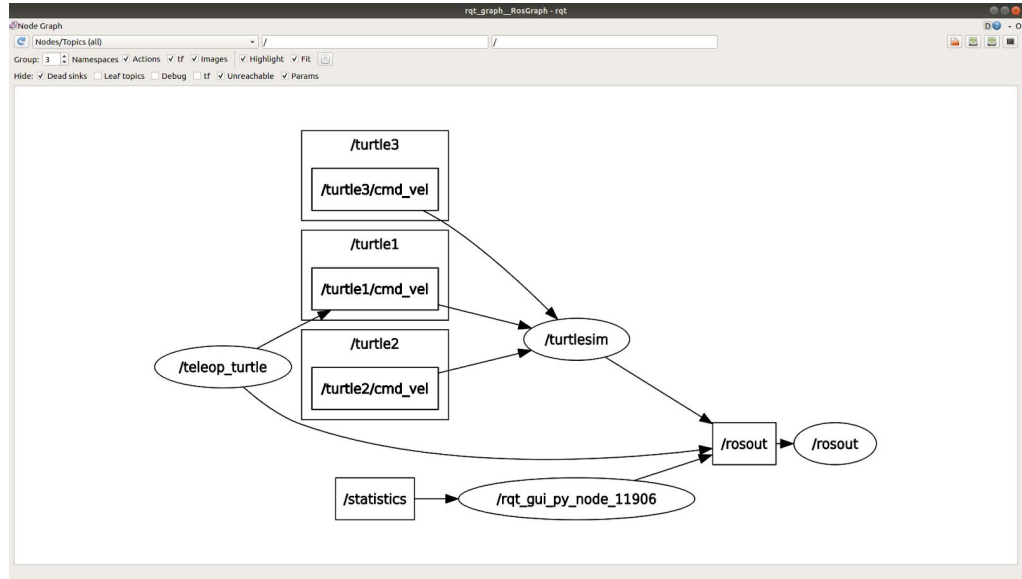 rqt_graph__RosGraph - rqt
Node Graph
D - O
Nodes/Topics (all) / /
Group: 3 Namespaces Actions tf Images Highlight Fit
Hide: Dead sinks Leaf topics Debug tf Unreachable Params
/turtle3
/turtle3/cmd_vel
/turtle1
/turtle1/cmd_vel
/turtlesim
/turtle2
/teleop_turtle
/turtle2/cmd_vel
/rosout
/rosout
/statistics
/rqt_gui_py_node_11906